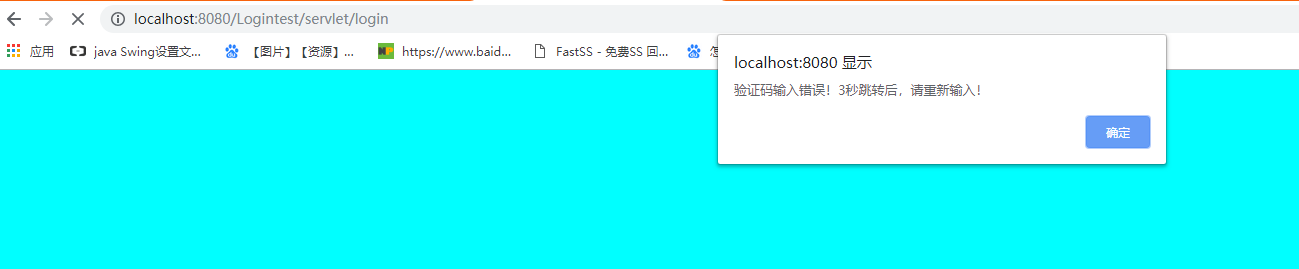 localhost:8080/Logintest/servlet/login
应用 java Swing设置文... 【图片】【资源】... https://www.baid... FastSS - 免费SS 回...
localhost:8080 显示
验证码输入错误！3秒跳转后，请重新输入！
确定